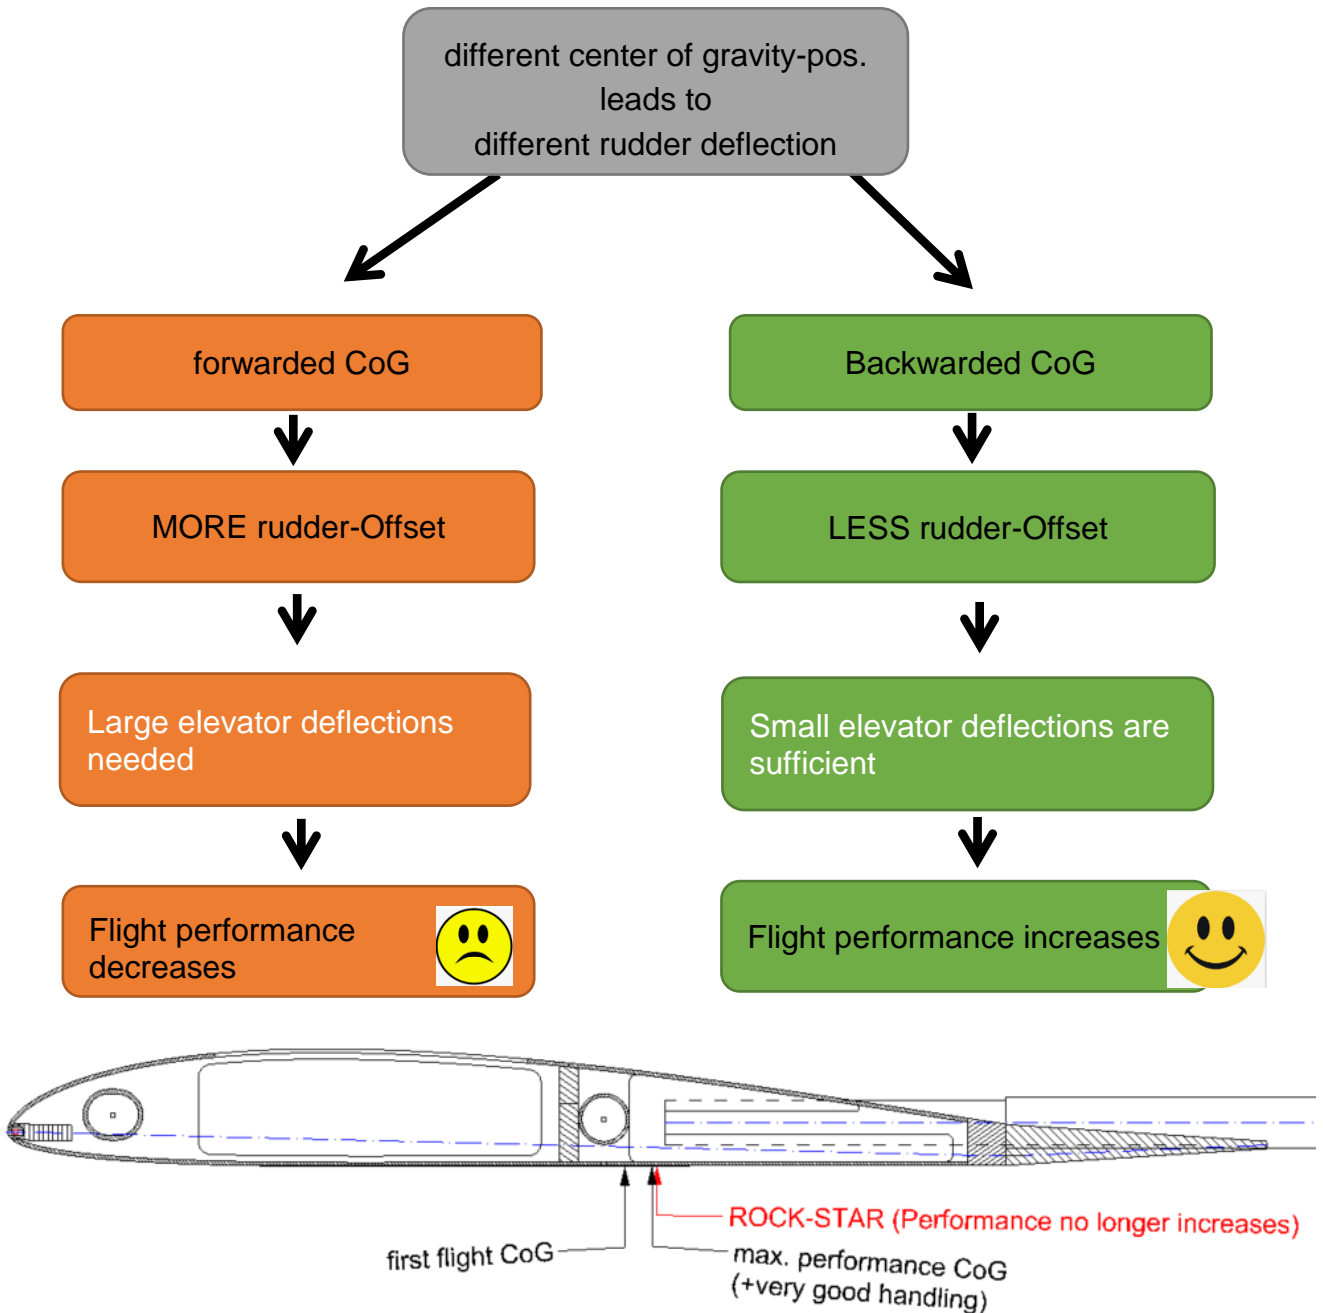 different center of gravity-pos.
leads to
different rudder deflection
forwarded CoG
Backwarded CoG
MORE rudder-Offset
LESS rudder-Offset
Large elevator deflections
needed
Small elevator deflections are
sufficient
Flight performance
decreases
Flight performance increases
ROCK-STAR (Performance no longer increases)
first flight CoG
max. performance CoG
(+very good handling)